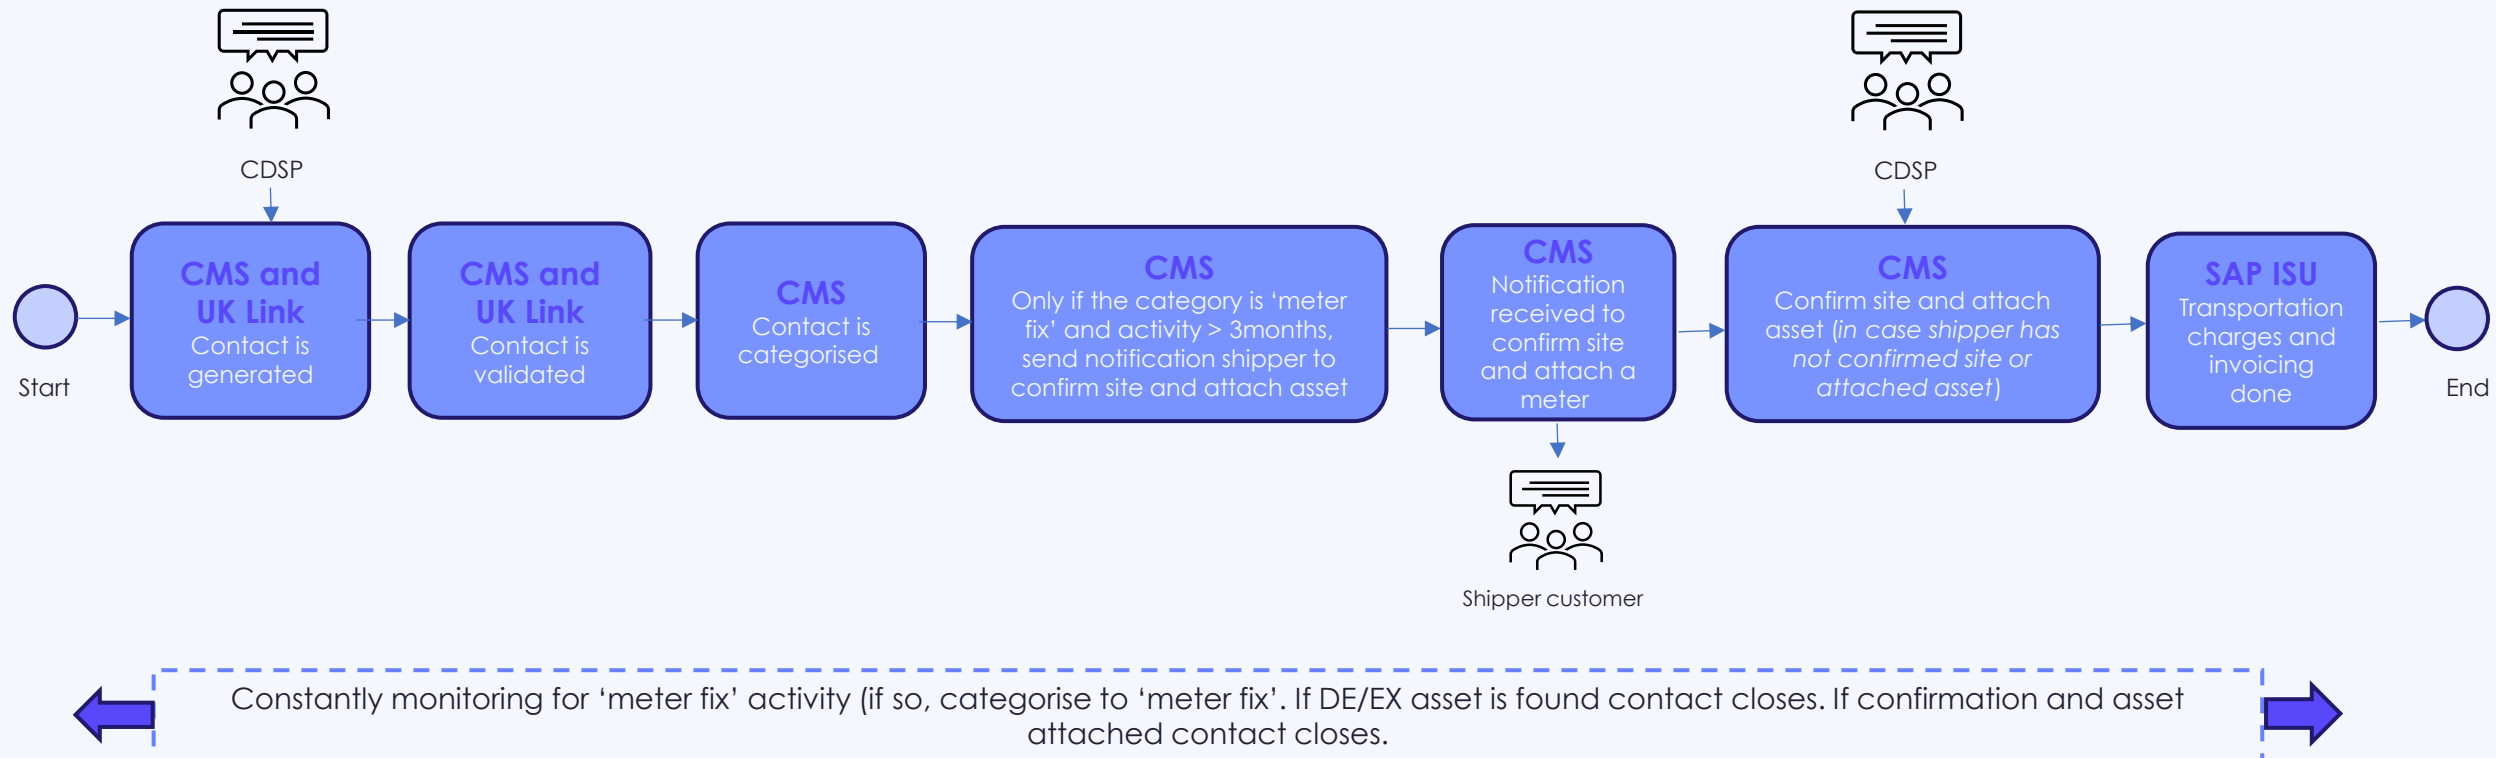 CDSP
CDSP
Start
CMS and
UK Link
Contact is
generated
CMS and
UK Link
Contact is
validated
CMS
Contact is
categorised
CMS
Only if the category is ‘meter
fix’ and activity > 3months,
send notification shipper to
confirm site and attach asset
CMS
Notification
received to
confirm site
and attach a
meter
CMS
Confirm site and attach
asset (in case shipper has
not confirmed site or
attached asset)
SAP ISU
Transportation
charges and
invoicing
done
End
Shipper customer
Constantly monitoring for ‘meter fix’ activity (if so, categorise to ‘meter fix’. If DE/EX asset is found contact closes. If confirmation and asset
attached contact closes.